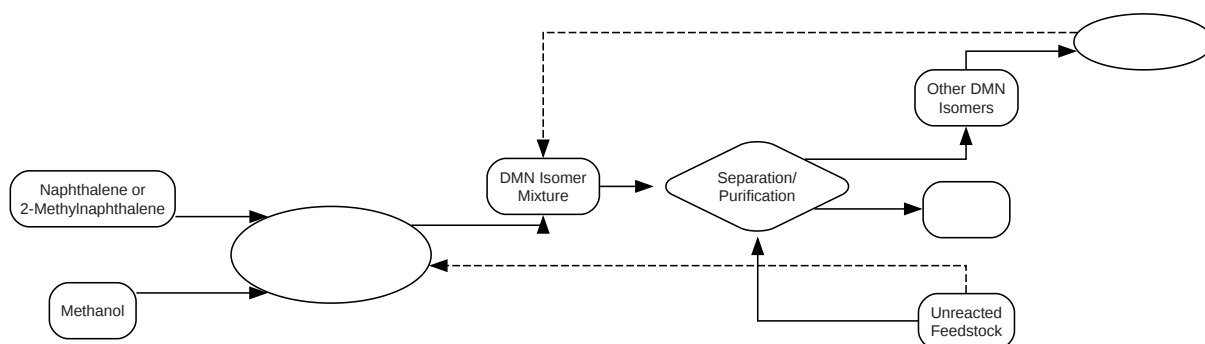 Other DMN
Isomers
Naphthalene or
2-Methylnaphthalene
DMN Isomer
Mixture
Separation/
Purification
Methanol
Unreacted
Feedstock